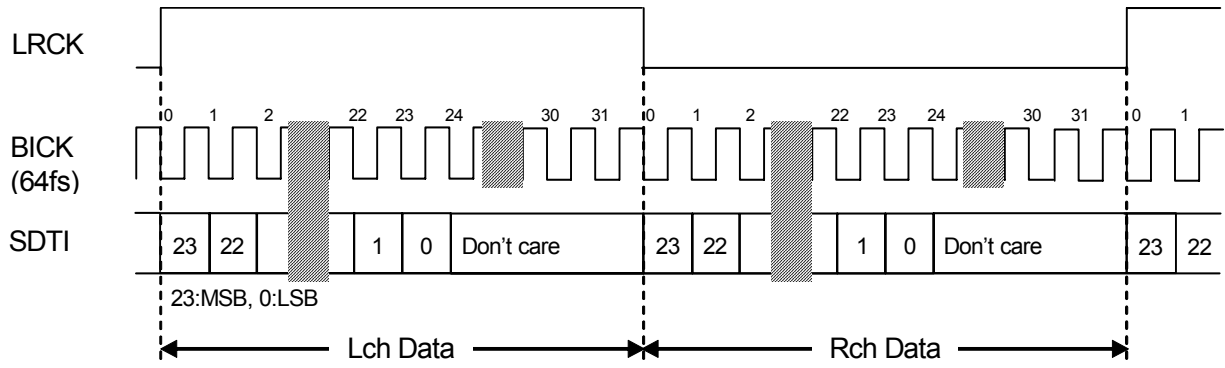 LRCK
0 1 2 22 23 24 30 31 0 1 2 22 23 24 30 31 0 1
BICK
(64fs)
SDTI 23 22 1 0 Don't care 23 22 1 0 Don't care 23 22
23:MSB, 0:LSB
Lch Data Rch Data